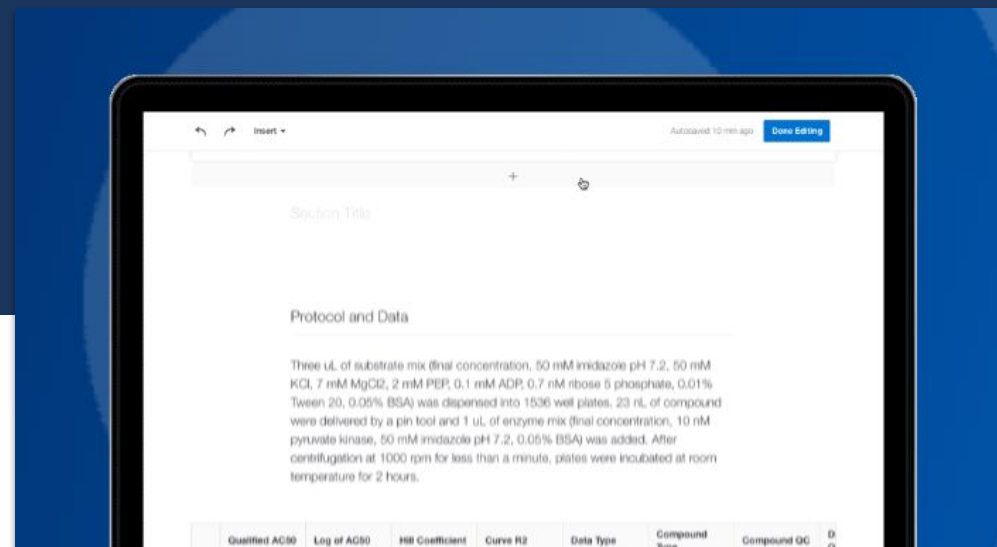 Insert
Autosaved 10 min ago
Done Editing
+
Section Title
Protocol and Data
Three uL of substrate mix (final concentration, 50 mM imidazole pH 7.2, 50 mM
KCl, 7 mM MgCl2, 2 mM PEP, 0.1 mM ADP, 0.7 nM ribose 5 phosphate, 0.01%
Tween 20, 0.05% BSA) was dispensed into 1536 well plates. 23 nL of compound
were delivered by a pin tool and 1 uL of enzyme mix (final concentration, 10 nM
pyruvate kinase, 50 mM imidazole pH 7.2, 0.05% BSA) was added. After
centrifugation at 1000 rpm for less than a minute, plates were incubated at room
temperature for 2 hours.
Qualified AC50 Log of AC50 Hill Coefficient Curve R2 Data Type Compound Compound QC